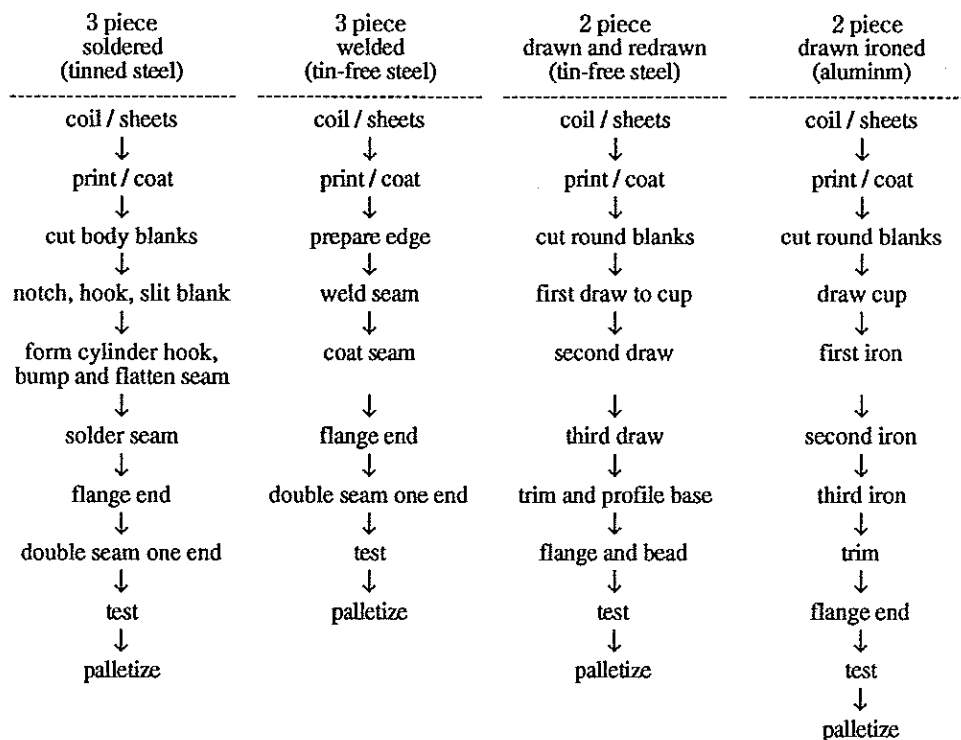 3 piece
soldered
(tinned steel)
coil / sheets
↓
print / coat
↓
cut body blanks
↓
notch, hook, slit blank
↓
form cylinder hook,
bump and flatten seam
↓
solder seam
↓
flange end
↓
double seam one end
↓
test
↓
palletize
3 piece
welded
(tin-free steel)
coil / sheets
↓
print / coat
↓
prepare edge
↓
weld seam
↓
coat seam
↓
flange end
↓
double seam one end
↓
test
↓
palletize
2 piece
drawn and redrawn
(tin-free steel)
coil / sheets
↓
print / coat
↓
cut round blanks
↓
first draw to cup
↓
second draw
↓
third draw
↓
trim and profile base
↓
flange and bead
↓
test
↓
palletize
2 piece
drawn ironed
(aluminm)
coil / sheets
↓
print / coat
↓
cut round blanks
↓
draw cup
↓
first iron
↓
second iron
↓
third iron
↓
trim
↓
flange end
↓
test
↓
palletize